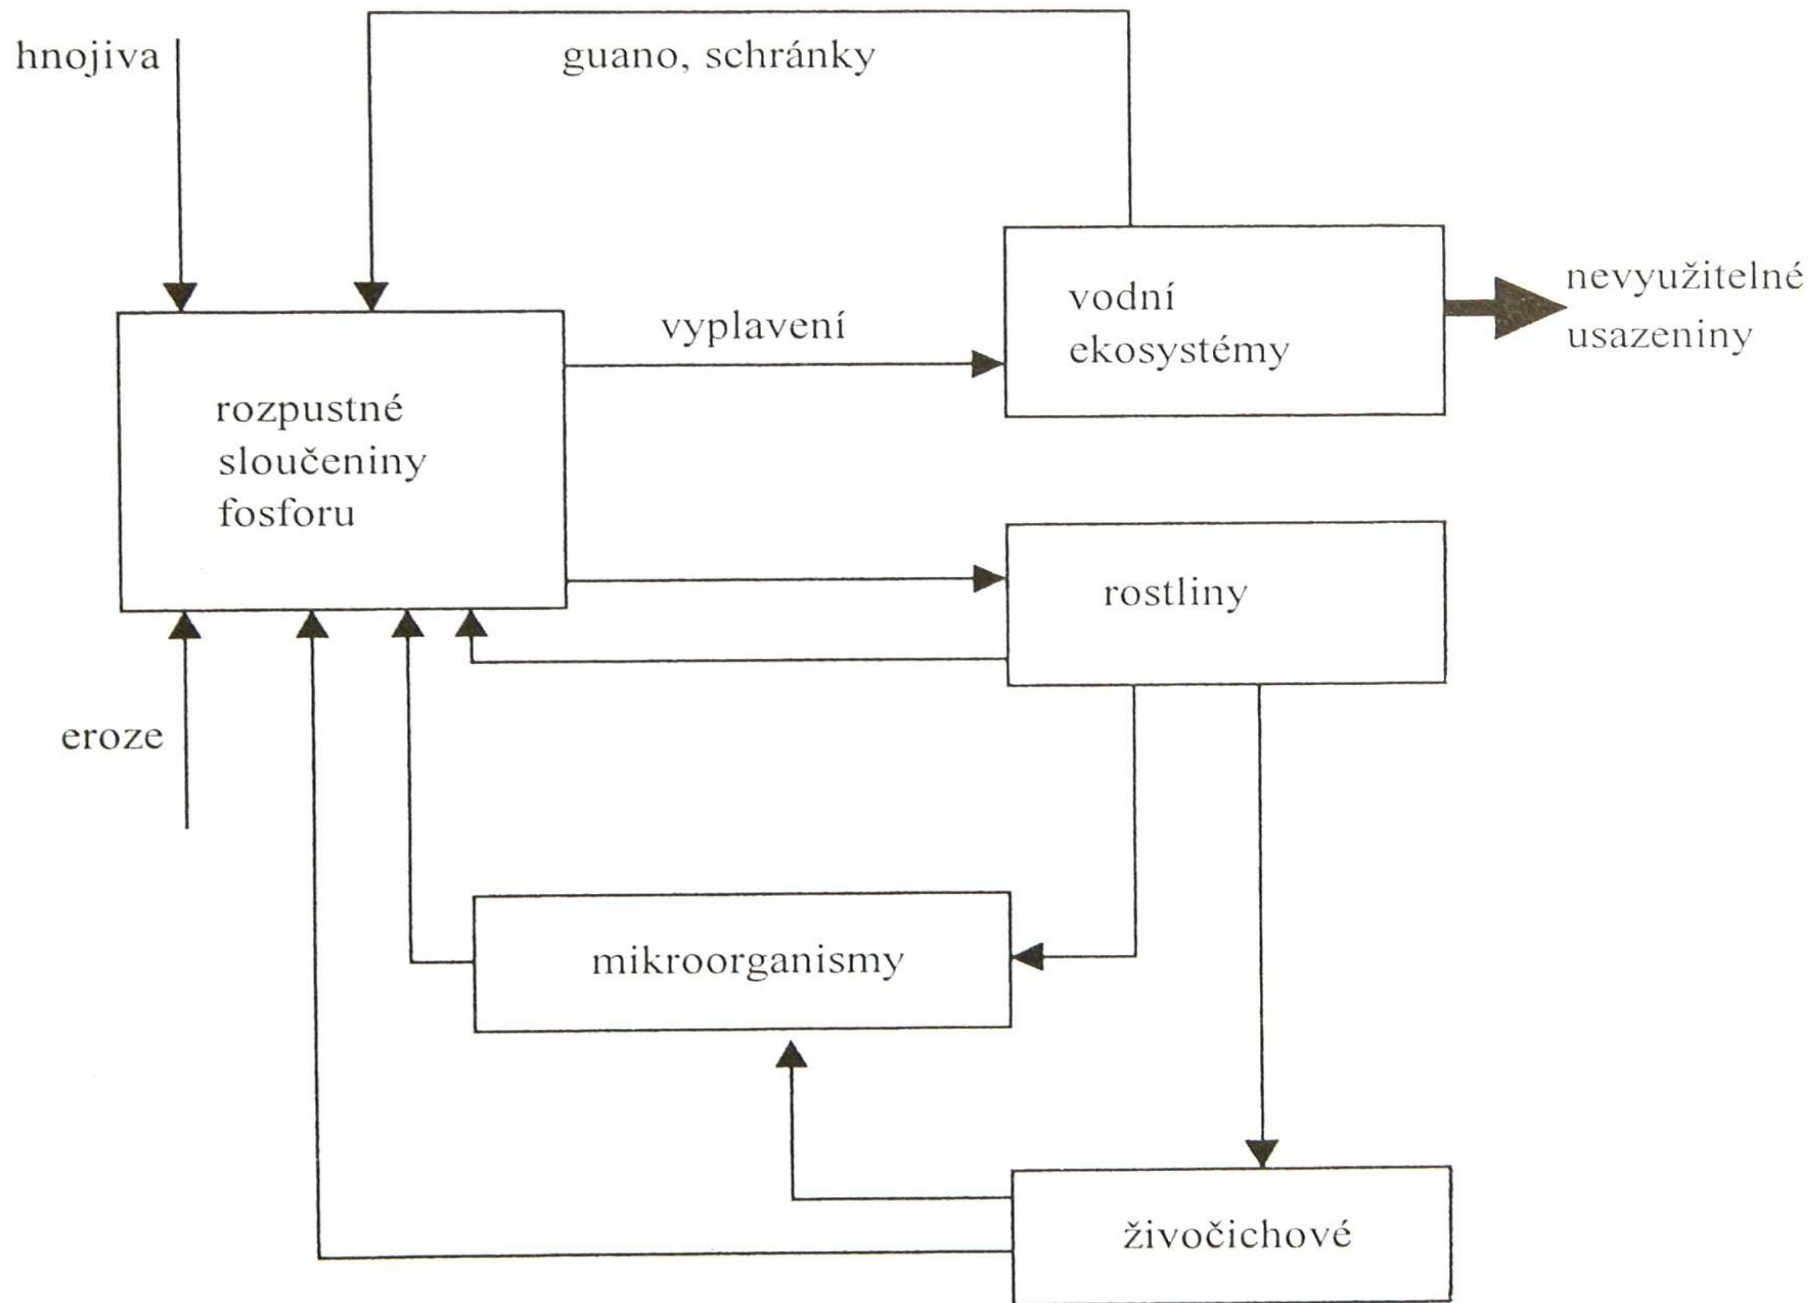 hnojiva
guano, schránky
vodní
ekosystémy
nevyužitelné
usazeniny
vyplavení
rozpustné
sloučeniny
fosforu
rostliny
eroze
mikroorganismy
živočichové